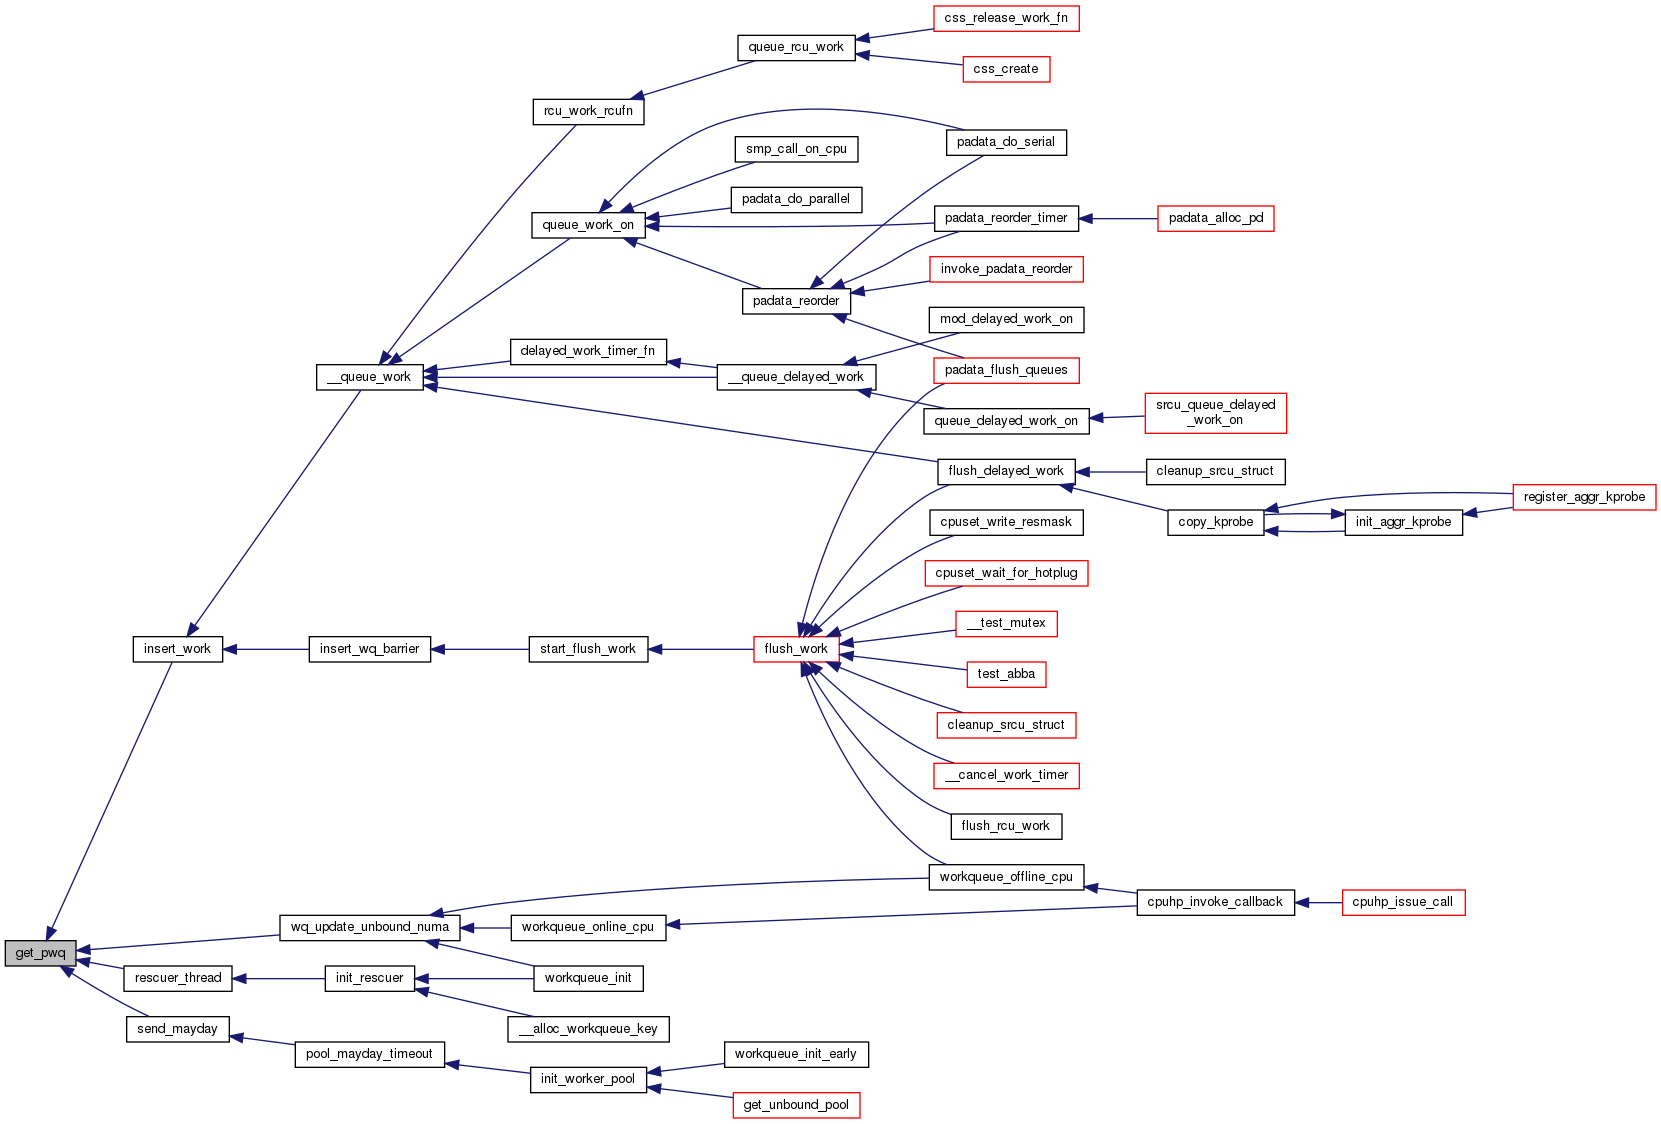 css_release_work_fn
queue_rcu_work
css_create
rcu_work_rcufn
padata_do_serial
smp_call_on_cpu
padata_do_parallel
queue_work_on
padata_reorder_timer
padata_alloc_pd
invoke_padata_reorder
padata_reorder
mod_delayed_work_on
delayed_work_timer_fn
padata_flush_queues
__queue_work
__queue_delayed_work
srcu_queue_delayed
_work_on
queue_delayed_work_on
flush_delayed_work
cleanup_srcu_struct
register_aggr_kprobe
cpuset_write_resmask
copy_kprobe
init_aggr_kprobe
cpuset_wait_for_hotplug
__test_mutex
insert_work
insert_wq_barrier
start_flush_work
flush_work
test_abba
cleanup_srcu_struct
__cancel_work_timer
flush_rcu_work
workqueue_offline_cpu
cpuhp_invoke_callback
cpuhp_issue_call
wq_update_unbound_numa
workqueue_online_cpu
get_pwq
rescuer_thread
init_rescuer
workqueue_init
send_mayday
__alloc_workqueue_key
pool_mayday_timeout
workqueue_init_early
init_worker_pool
get_unbound_pool